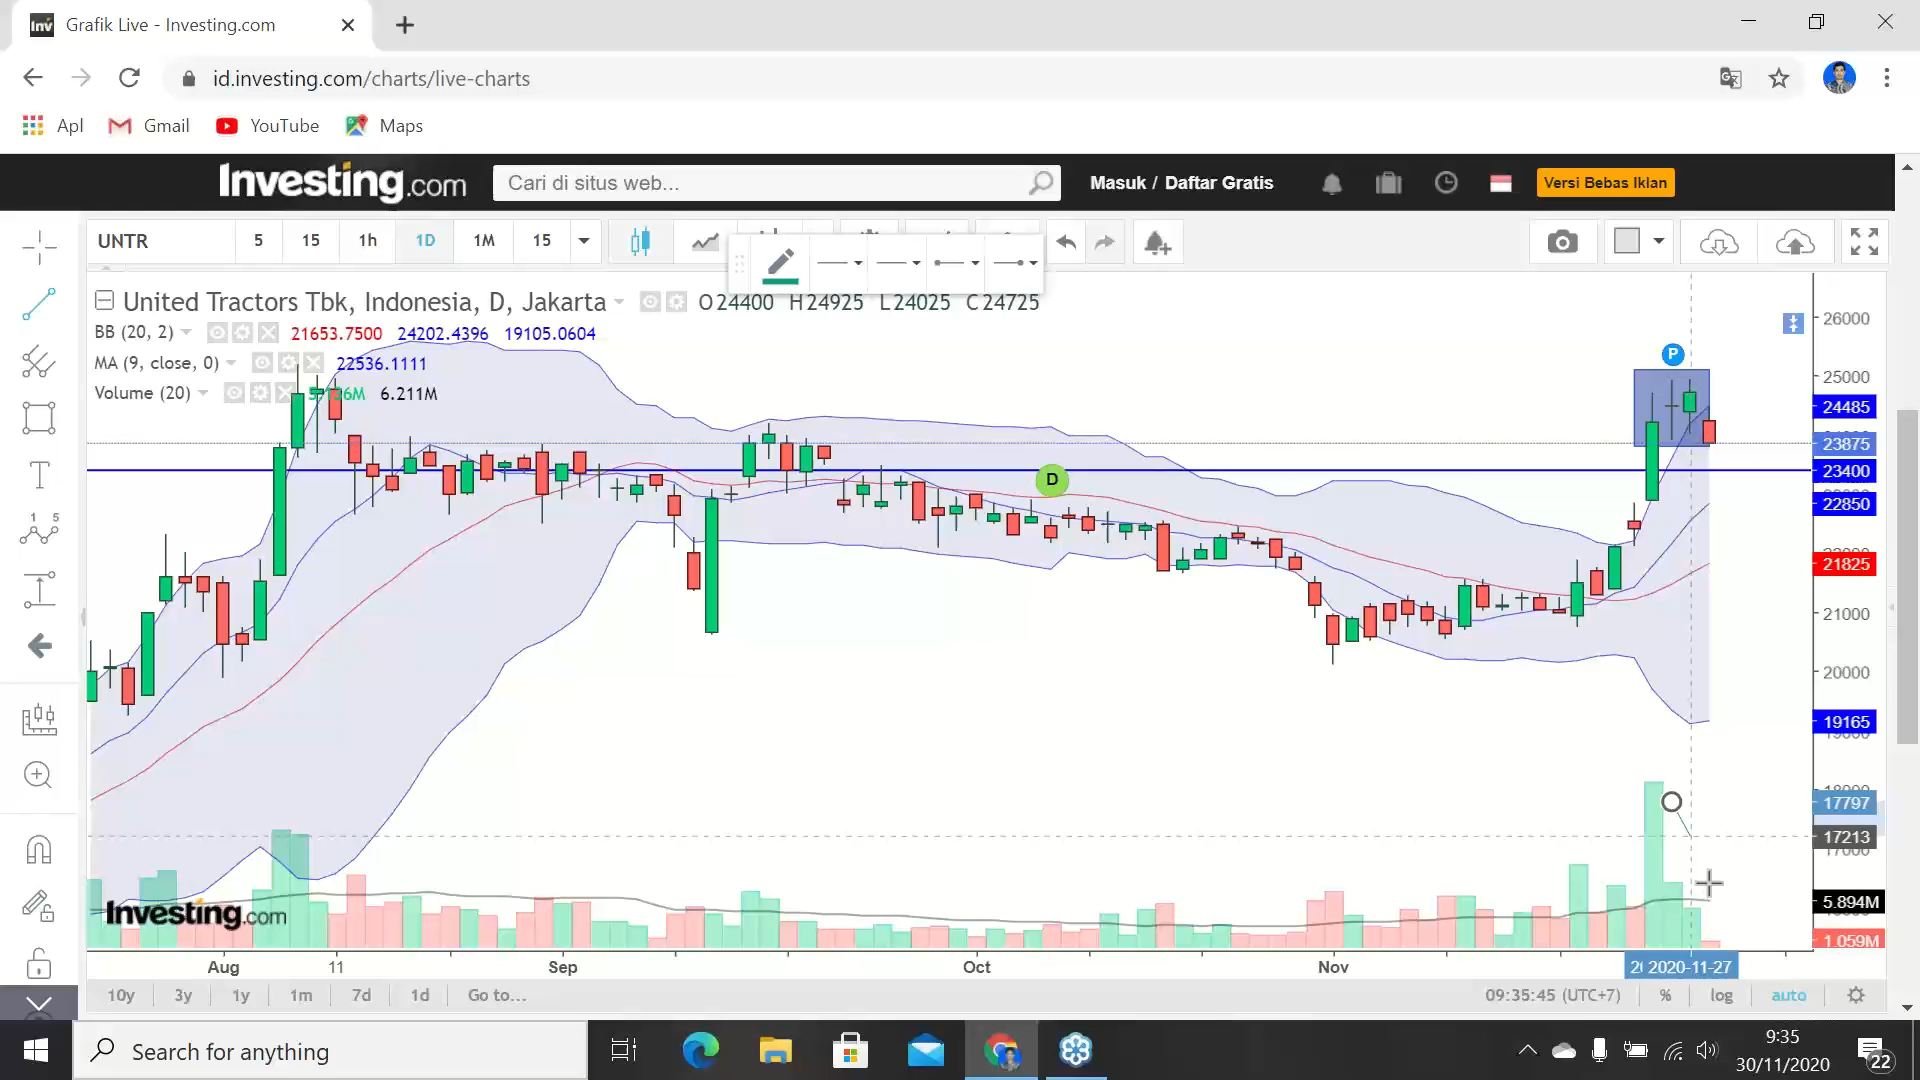 Grafik Live - Investing.com
id.investing.com/charts/live-charts
Apl Gmail YouTube Maps
Investing.com Cari di situs web... Masuk / Daftar Gratis Versi Bebas Iklan
UNTR 5 15 1h 1D 1M 15
United Tractors Tbk, Indonesia, D, Jakarta O24400 H24925 L24025 C24725
BB (20, 2) 21653.7500 24202.4396 19105.0604
MA (9, close, 0) 22536.1111
Volume (20) 6.211M
26000
P
25000
24485
23875
23400
D
22850
21825
21000
20000
19165
17797
17213
5.894M
1.059M
Investing.com
Aug 11 Sep Oct Nov 2020-11-27
10y 3y 1y 1m 7d 1d Go to... 09:35:45 (UTC+7) % log auto
Search for anything
9:35
30/11/2020
22